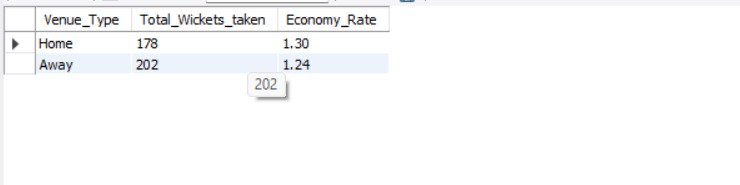 Venue_Type Total_Wickets_taken Economy_Rate
Home 178 1.30
Away 202 1.24
202